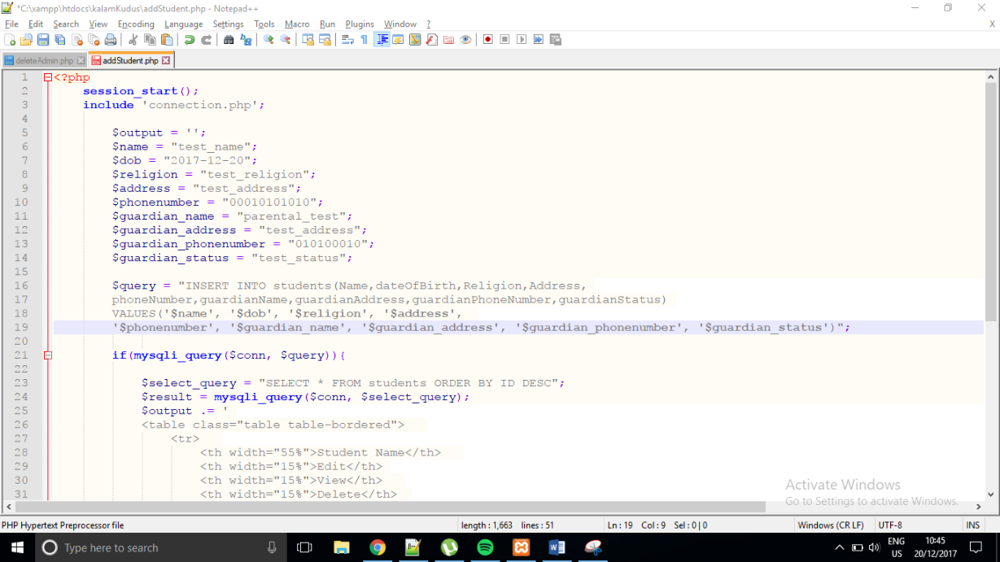 *C:\xampp\htdocs\kalamKudus\addStudent.php - Notepad++
File Edit Search View Encoding Language Settings Tools Macro Run Plugins Window ? X
deleteAdmin.php addStudent.php
1 <?php
2 session_start();
3 include 'connection.php';
4
5 $output = '';
6 $name = "test_name";
7 $dob = "2017-12-20";
8 $religion = "test_religion";
9 $address = "test_address";
10 $phonenumber = "00010101010";
11 $guardian_name = "parental_test";
12 $guardian_address = "test_address";
13 $guardian_phonenumber = "010100010";
14 $guardian_status = "test_status";
15
16 $query = "INSERT INTO students(Name,dateOfBirth,Religion,Address,
17 phoneNumber,guardianName,guardianAddress,guardianPhoneNumber,guardianStatus)
18 VALUES('$name', '$dob', '$religion', '$address',
19 '$phonenumber', '$guardian_name', '$guardian_address', '$guardian_phonenumber', '$guardian_status')";
20
21 if(mysqli_query($conn, $query)){
22
23 $select_query = "SELECT * FROM students ORDER BY ID DESC";
24 $result = mysqli_query($conn, $select_query);
25 $output .= '
26 <table class="table table-bordered">
27 <tr>
28 <th width="55%">Student Name</th>
29 <th width="15%">Edit</th>
30 <th width="15%">View</th>
31 <th width="15%">Delete</th>
Activate Windows
Go to Settings to activate Windows.
PHP Hypertext Preprocessor file length : 1,663 lines : 51 Ln : 19 Col : 9 Sel : 0 | 0 Windows (CR LF) UTF-8 INS
Type here to search
ENG
US
10:45
20/12/2017